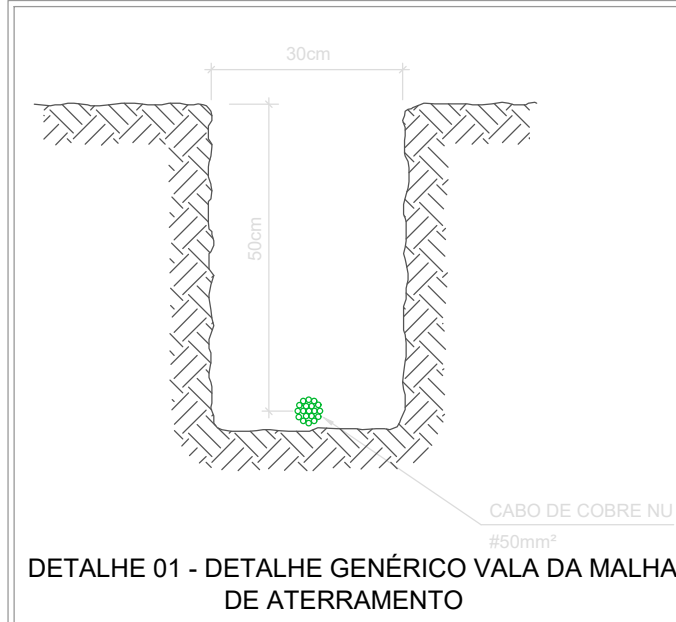 30cm
50cm
CABO DE COBRE NU
#50mm²
DETALHE 01 - DETALHE GENÉRICO VALA DA MALHA
DE ATERRAMENTO